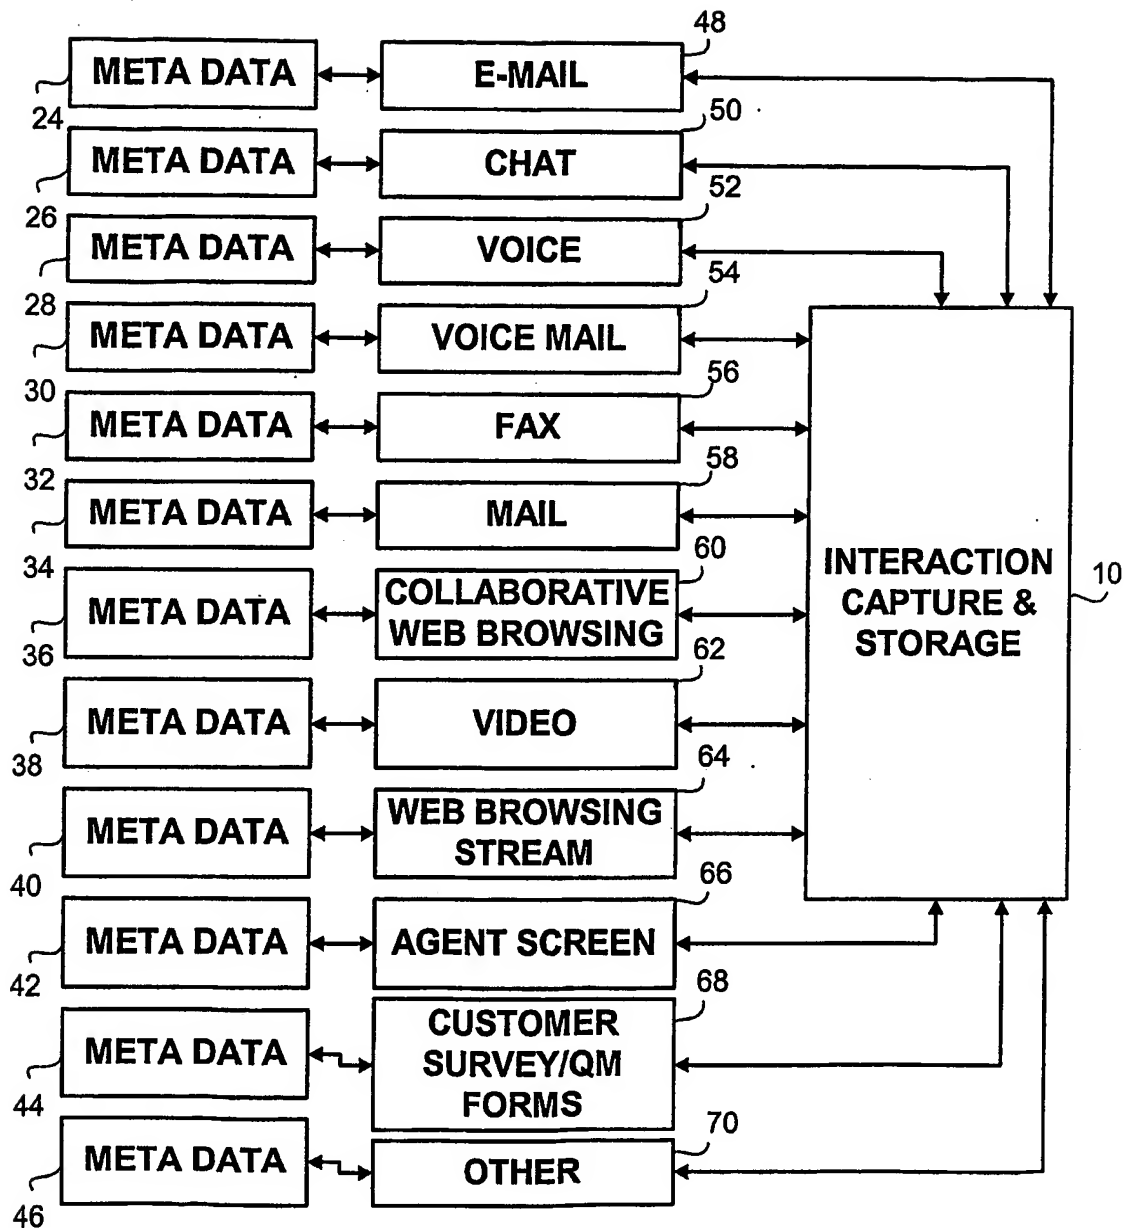 48
META DATA
E-MAIL
24
50
META DATA
CHAT
26
52
META DATA
VOICE
28
54
META DATA
VOICE MAIL
30
56
META DATA
FAX
32
58
META DATA
MAIL
34
60
META DATA
COLLABORATIVE
WEB BROWSING
36
62
META DATA
VIDEO
38
64
META DATA
WEB BROWSING
STREAM
40
66
META DATA
AGENT SCREEN
42
68
META DATA
CUSTOMER
SURVEY/QM
FORMS
44
70
META DATA
OTHER
46
INTERACTION
CAPTURE &
STORAGE
10